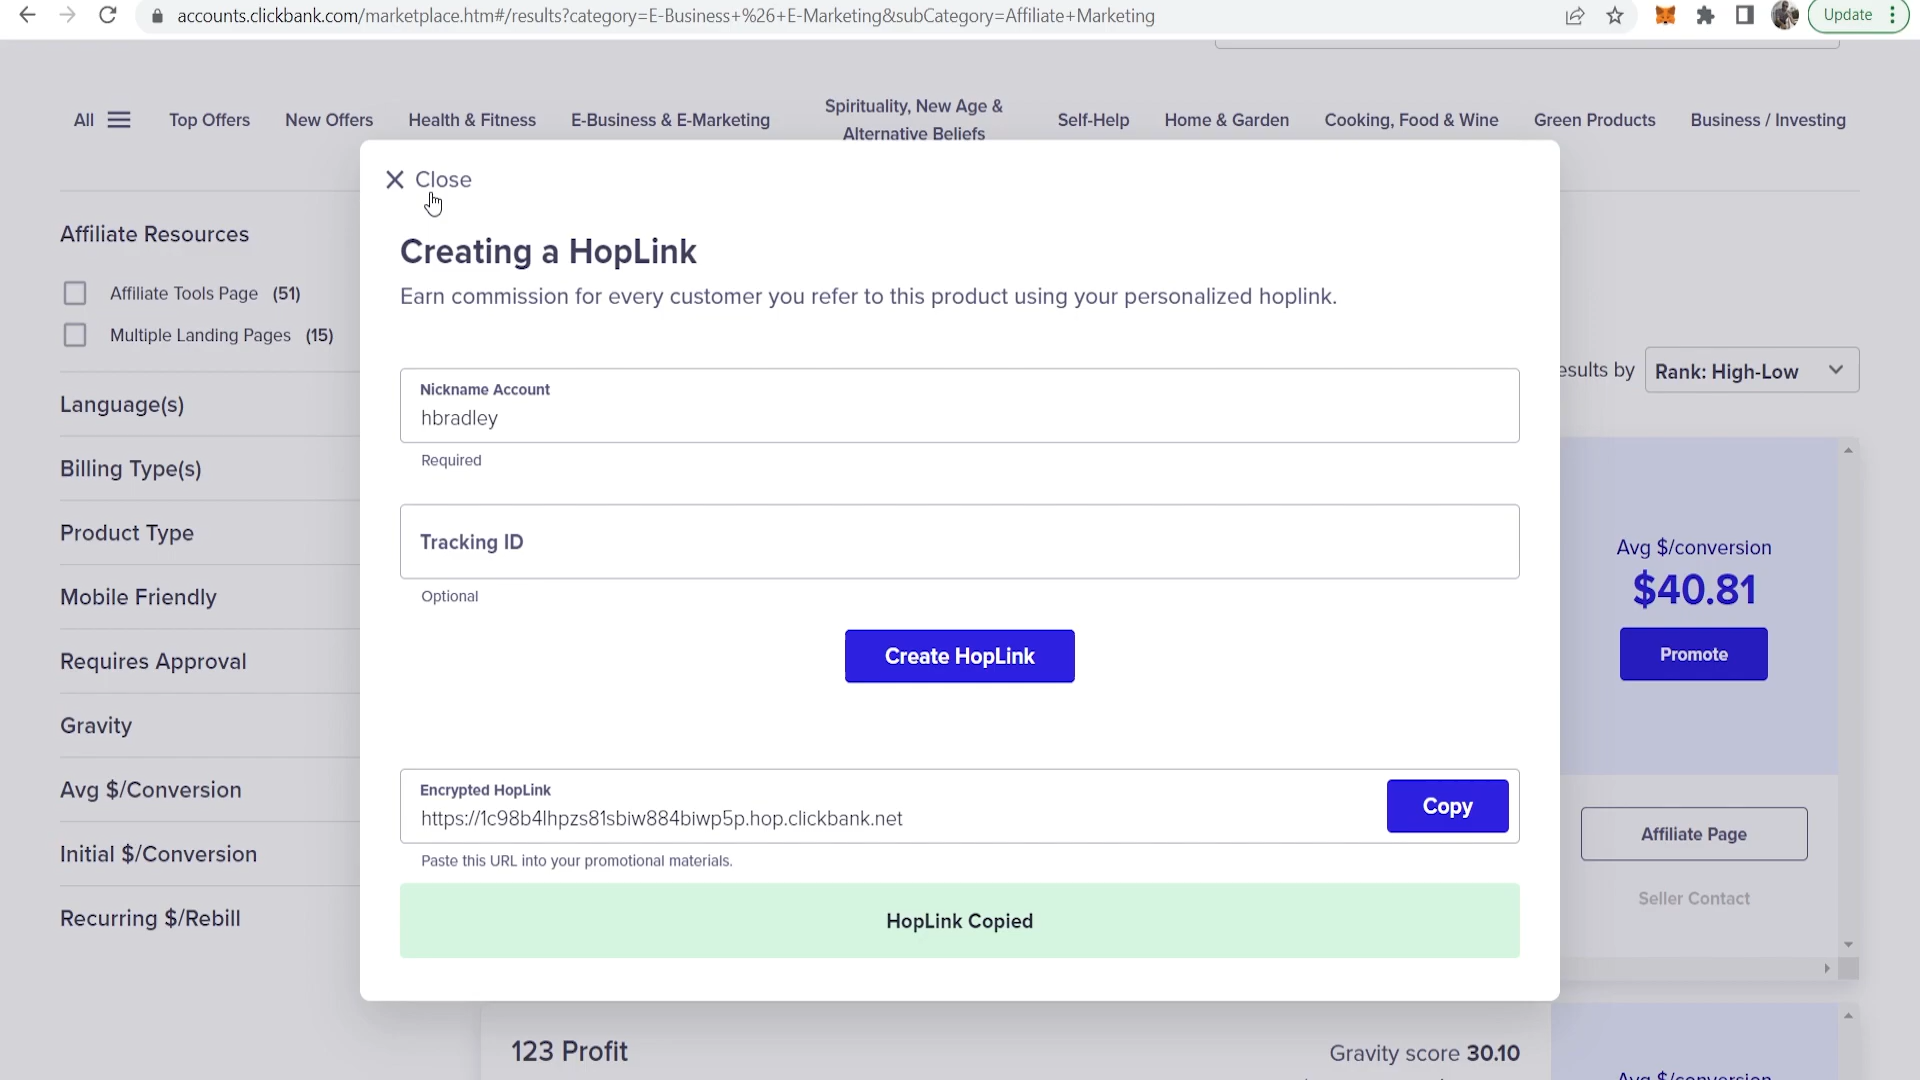 accounts.clickbank.com/marketplace.htm#/results?category=E-Business+%26+E-Marketing&subCategory=Affiliate+Marketing
Update
All
Top Offers
New Offers
Health & Fitness
E-Business & E-Marketing
Spirituality, New Age &
Alternative Beliefs
Self-Help
Home & Garden
Cooking, Food & Wine
Green Products
Business / Investing
Affiliate Resources
Affiliate Tools Page (51)
Multiple Landing Pages (15)
Language(s)
Billing Type(s)
Product Type
Mobile Friendly
Requires Approval
Gravity
Avg $/Conversion
Initial $/Conversion
Recurring $/Rebill
Close
Creating a HopLink
Earn commission for every customer you refer to this product using your personalized hoplink.
Nickname Account
hbradley
Required
Tracking ID
Optional
Create HopLink
Encrypted HopLink
https://1c98b4lhpzs81sbiw884biwp5p.hop.clickbank.net
Copy
Paste this URL into your promotional materials.
HopLink Copied
esults by
Rank: High-Low
Avg $/conversion
$40.81
Promote
Affiliate Page
Seller Contact
123 Profit
Gravity score 30.10
Avg $/conversion